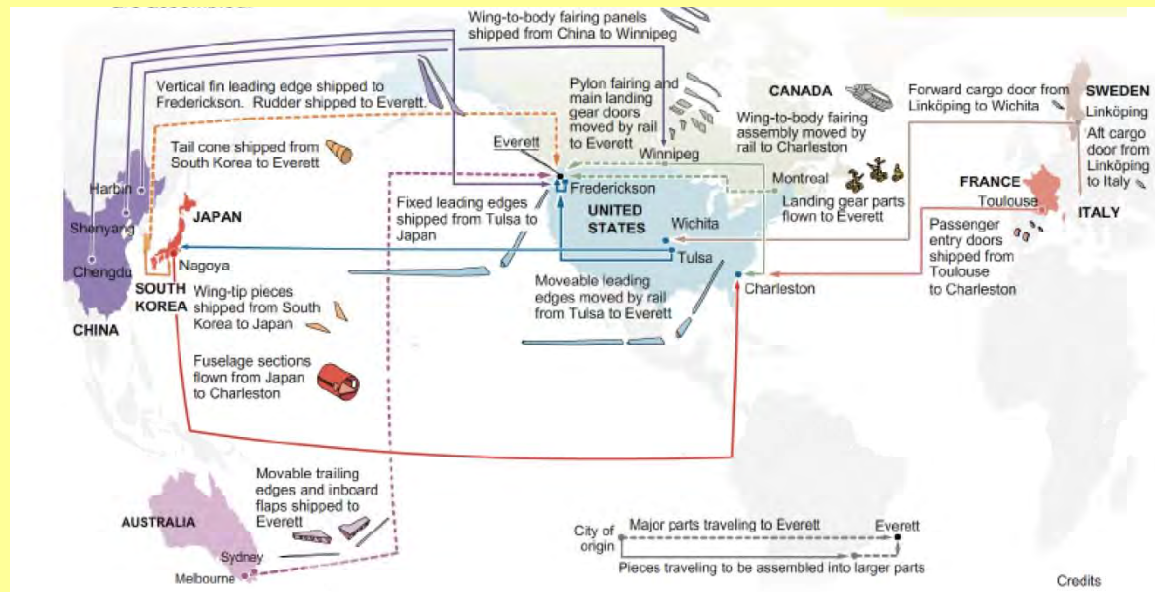 Wing-to-body fairing panels
shipped from China to Winnipeg
Vertical fin leading edge shipped to
Frederickson. Rudder shipped to Everett.
Pylon fairing and
main landing
gear doors
moved by rail
to Everett
CANADA
Wing-to-body fairing
assembly moved by
rail to Charleston
Forward cargo door from
Linköping to Wichita
SWEDEN
Linköping
Aft cargo
door from
Linköping
to Italy
Tail cone shipped from
South Korea to Everett
Everett
Winnipeg
Harbin
Frederickson
Montreal
Landing gear parts
flown to Everett
FRANCE
Toulouse
ITALY
JAPAN
Fixed leading edges
shipped from Tulsa to
Japan
UNITED
STATES
Wichita
Shenyang
Tulsa
Passenger
entry doors
shipped from
Toulouse
to Charleston
Chengdu
Nagoya
SOUTH
KOREA
Wing-tip pieces
shipped from South
Korea to Japan
Moveable leading
edges moved by rail
from Tulsa to Everett
Charleston
CHINA
Fuselage sections
flown from Japan
to Charleston
Movable trailing
edges and inboard
flaps shipped to
Everett
AUSTRALIA
Sydney
Melbourne
City of
origin
Major parts traveling to Everett
Everett
Pieces traveling to be assembled into larger parts
Credits